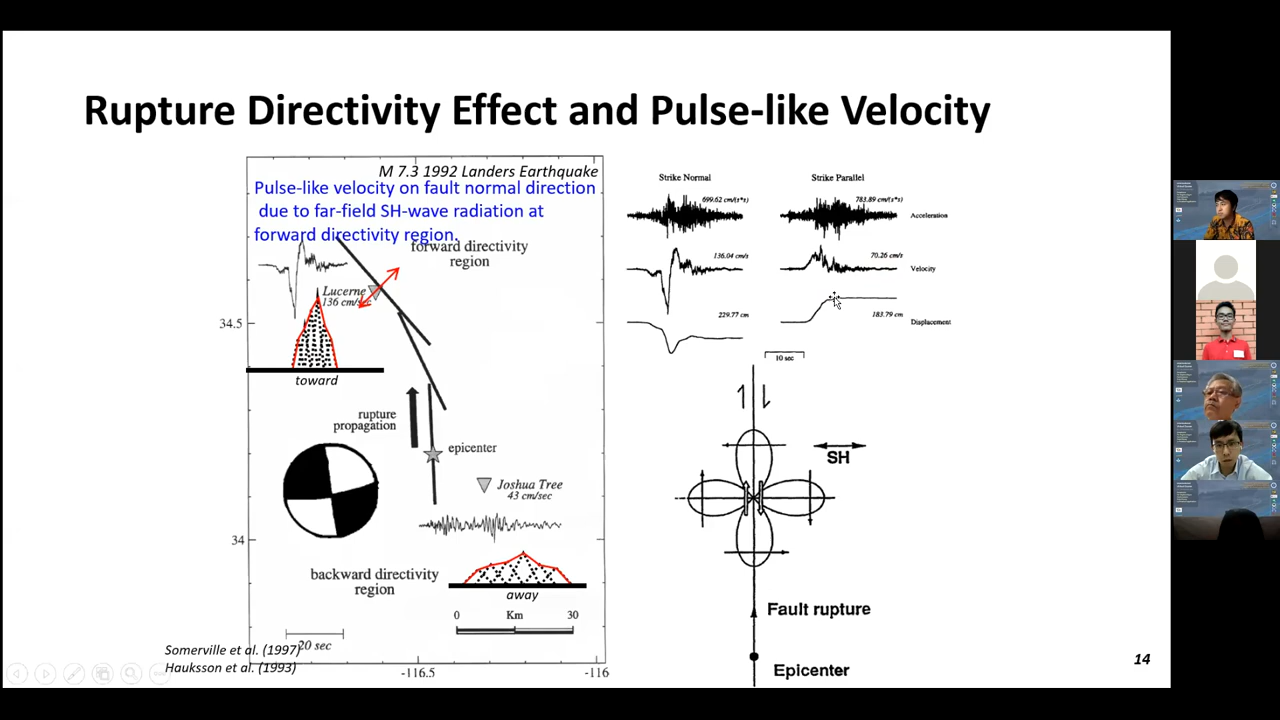 Rupture Directivity Effect and Pulse-like Velocity
M 7.3 1992 Landers Earthquake
Pulse-like velocity on fault normal direction
due to far-field SH-wave radiation at
forward directivity region.
forward directivity
region
Lucerne
136 cm/sec
34.5
toward
rupture
propagation
epicenter
Joshua Tree
43 cm/sec
34
backward directivity
region
away
0 Km 30
20 sec
Somerville et al. (1997)
Hauksson et al. (1993)
-116.5
-116
Strike Normal
Strike Parallel
699.62 cm/(s*s)
783.89 cm/(s*s)
Acceleration
136.04 cm/s
70.26 cm/s
Velocity
229.77 cm
183.79 cm
Displacement
10 sec
SH
Fault rupture
Epicenter
14